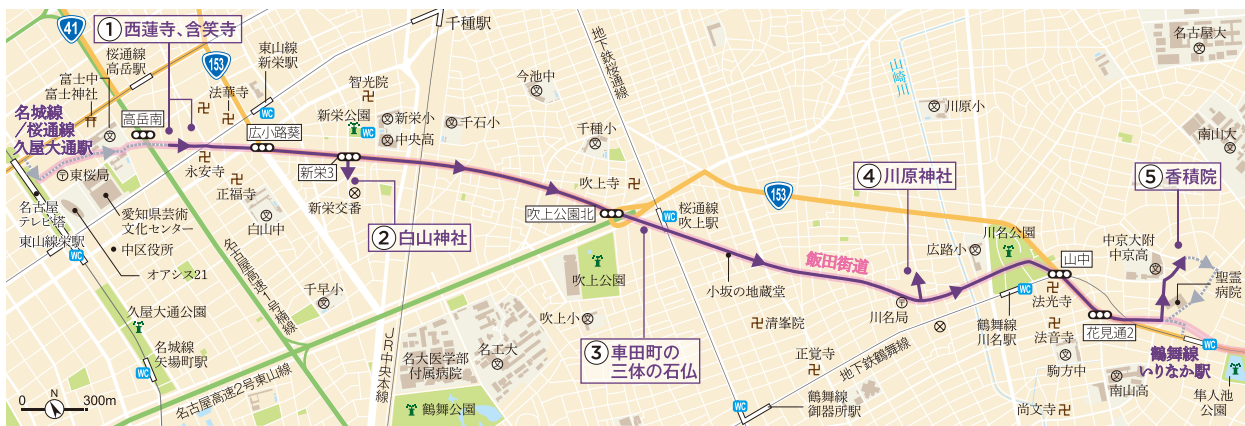 41
①西蓮寺、含笑寺
153
桜通線
高岳駅
富士中
富士神社
高岳南
名城線
/桜通線
久屋大通駅
法華寺
東山線
新栄駅
WC
広小路葵
千種駅
智光院
新栄公園
WC
新栄小
中央高
千石小
今池中
千種小
地下鉄桜通線
山崎川
川原小
名古屋大
南山大
東桜局
永安寺
正福寺
新栄3
新栄交番
②白山神社
吹上寺
吹上公園北
WC
桜通線
吹上駅
153
④川原神社
⑤香積院
名古屋
テレビ塔
東山線栄駅
WC
愛知県芸術
文化センター
中区役所
オアシス21
白山中
名古屋高速1号楠線
千早小
吹上公園
飯田街道
小坂の地蔵堂
広路小
川名公園
山中
中京大附
中京高
聖霊
病院
久屋大通公園
名城線
矢場町駅
WC
名古屋高速2号東山線
JR中央本線
名大医学部
付属病院
名工大
鶴舞公園
吹上小
③車田町の
三体の石仏
清峯院
川名局
WC
鶴舞線
川名駅
法光寺
法音寺
駒方中
花見通2
WC
鶴舞線
いりなか駅
正覚寺
地下鉄鶴舞線
WC
鶴舞線
御器所駅
尚文寺
南山高
隼人池
公園
N
0
300m